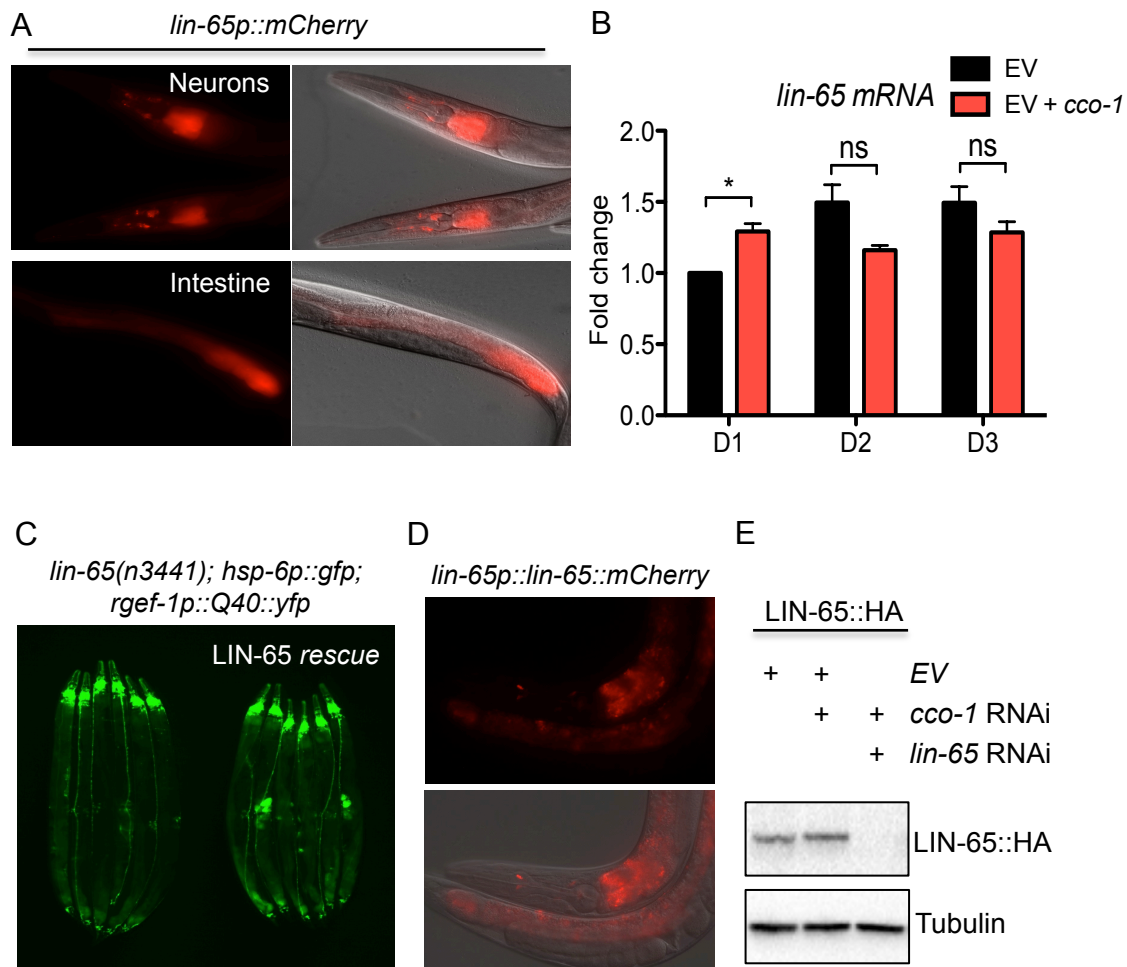 A
lin-65p::mCherry
Neurons
Intestine
B
EV
EV + cco-1
lin-65 mRNA
Fold change
2.0
1.5
1.0
0.5
0.0
*
ns
ns
D1
D2
D3
C
lin-65(n3441); hsp-6p::gfp;
rgef-1p::Q40::yfp
LIN-65 rescue
D
lin-65p::lin-65::mCherry
E
LIN-65::HA
+ + EV
+ + cco-1 RNAi
+ lin-65 RNAi
LIN-65::HA
Tubulin